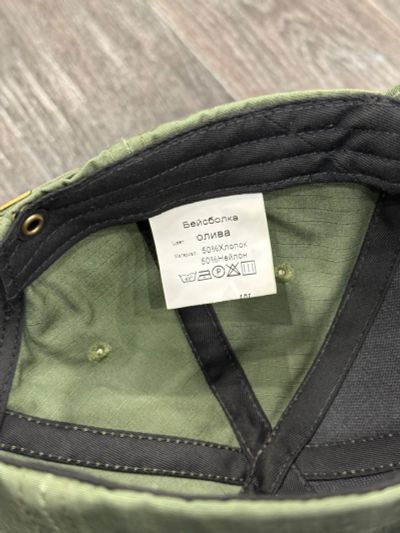 Бейсболка
Цвет: олива
Материал: 50%Хлопок
50%Нейлон
P